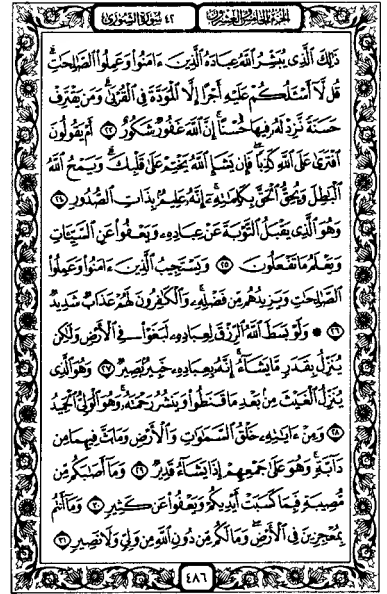 الجزء الخامس والعشرون
٤٢ سورة الشورى
ذَٰلِكَ ٱلَّذِى يُبَشِّرُ ٱللَّهُ عِبَادَهُ ٱلَّذِينَ ءَامَنُوا۟ وَعَمِلُوا۟ ٱلصَّٰلِحَٰتِ ۗ
قُل لَّآ أَسْـَٔلُكُمْ عَلَيْهِ أَجْرًا إِلَّا ٱلْمَوَدَّةَ فِى ٱلْقُرْبَىٰ ۗ وَمَن يَقْتَرِفْ
حَسَنَةً نَّزِدْ لَهُۥ فِيهَا حُسْنًا ۚ إِنَّ ٱللَّهَ غَفُورٌ شَكُورٌ ٢٣ أَمْ يَقُولُونَ
ٱفْتَرَىٰ عَلَى ٱللَّهِ كَذِبًا ۖ فَإِن يَشَإِ ٱللَّهُ يَخْتِمْ عَلَىٰ قَلْبِكَ ۗ وَيَمْحُ ٱللَّهُ
ٱلْبَٰطِلَ وَيُحِقُّ ٱلْحَقَّ بِكَلِمَٰتِهِۦٓ ۚ إِنَّهُۥ عَلِيمٌۢ بِذَاتِ ٱلصُّدُورِ ٢٤
وَهُوَ ٱلَّذِى يَقْبَلُ ٱلتَّوْبَةَ عَنْ عِبَادِهِۦ وَيَعْفُوا۟ عَنِ ٱلسَّيِّـَٔاتِ
وَيَعْلَمُ مَا تَفْعَلُونَ ٢٥ وَيَسْتَجِيبُ ٱلَّذِينَ ءَامَنُوا۟ وَعَمِلُوا۟
ٱلصَّٰلِحَٰتِ وَيَزِيدُهُم مِّن فَضْلِهِۦ ۚ وَٱلْكَٰفِرُونَ لَهُمْ عَذَابٌ شَدِيدٌ
٢٦ ۞ وَلَوْ بَسَطَ ٱللَّهُ ٱلرِّزْقَ لِعِبَادِهِۦ لَبَغَوْا۟ فِى ٱلْأَرْضِ وَلَٰكِن
يُنَزِّلُ بِقَدَرٍ مَّا يَشَآءُ ۚ إِنَّهُۥ بِعِبَادِهِۦ خَبِيرٌۢ بَصِيرٌ ٢٧ وَهُوَ ٱلَّذِى
يُنَزِّلُ ٱلْغَيْثَ مِنۢ بَعْدِ مَا قَنَطُوا۟ وَيَنشُرُ رَحْمَتَهُۥ ۚ وَهُوَ ٱلْوَلِىُّ ٱلْحَمِيدُ
٢٨ وَمِنْ ءَايَٰتِهِۦ خَلْقُ ٱلسَّمَٰوَٰتِ وَٱلْأَرْضِ وَمَا بَثَّ فِيهِمَا مِن
دَآبَّةٍ ۚ وَهُوَ عَلَىٰ جَمْعِهِمْ إِذَا يَشَآءُ قَدِيرٌ ٢٩ وَمَآ أَصَٰبَكُم مِّن
مُّصِيبَةٍ فَبِمَا كَسَبَتْ أَيْدِيكُمْ وَيَعْفُوا۟ عَن كَثِيرٍ ٣٠ وَمَآ أَنتُم
بِمُعْجِزِينَ فِى ٱلْأَرْضِ ۖ وَمَا لَكُم مِّن دُونِ ٱللَّهِ مِن وَلِىٍّ وَلَا نَصِيرٍ ٣١
٤٨٦